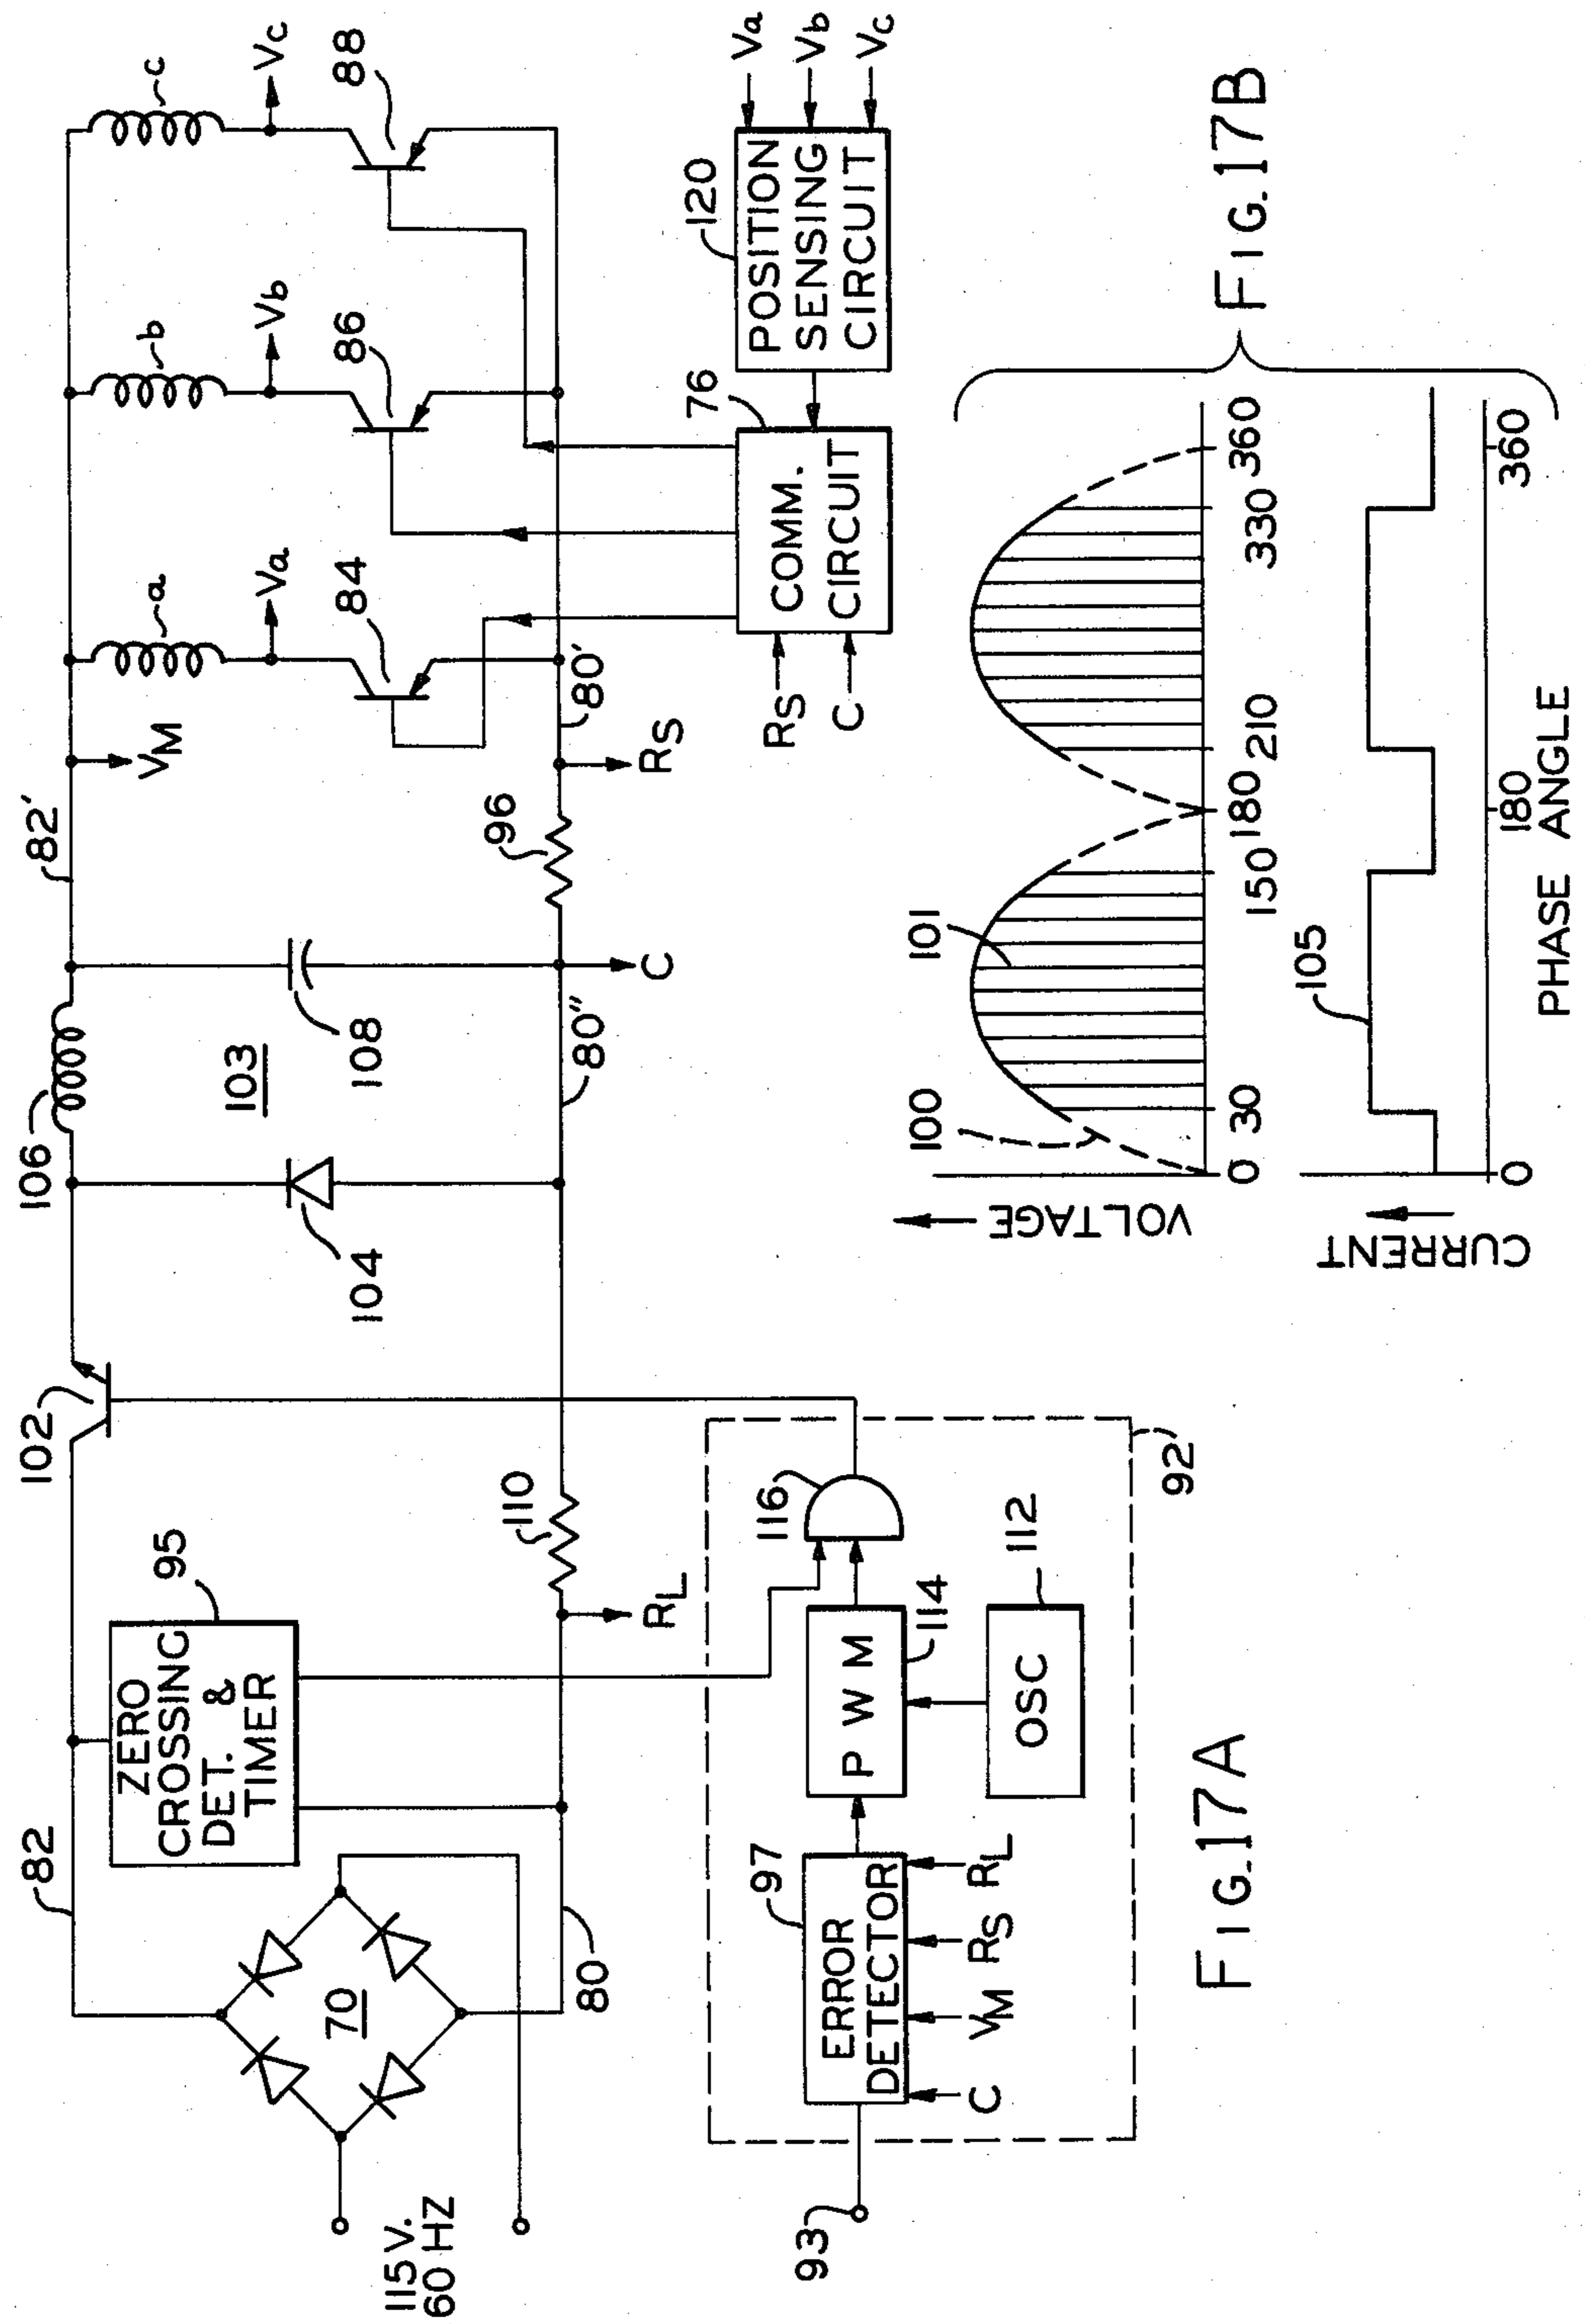 82
ZERO
CROSSING
DET. &
TIMER
95
102
106
104
103
108
82'
VM
a
Va
84
b
Vb
86
c
Vc
88
70
115 V.
60 HZ
80
RL
110
80"
C
96
RS
80'
93
97
ERROR
DETECTOR
C
VM
RS
RL
P W M
114
OSC
112
116
92
RS
C
COMM.
CIRCUIT
76
POSITION
SENSING
CIRCUIT
120
Va
Vb
Vc
FIG.17A
VOLTAGE
100
101
0
30
150
180
210
330
360
CURRENT
105
0
180
360
PHASE ANGLE
FIG.17B